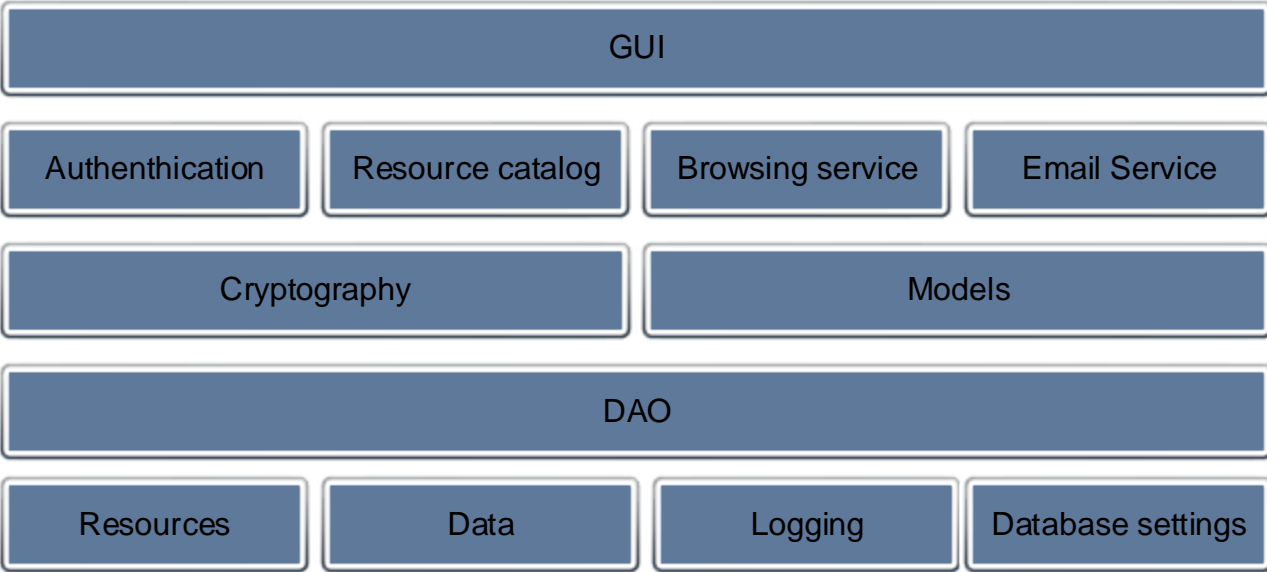 GUI
Authenthication
Resource catalog
Browsing service
Email Service
Cryptography
Models
DAO
Resources
Data
Logging
Database settings